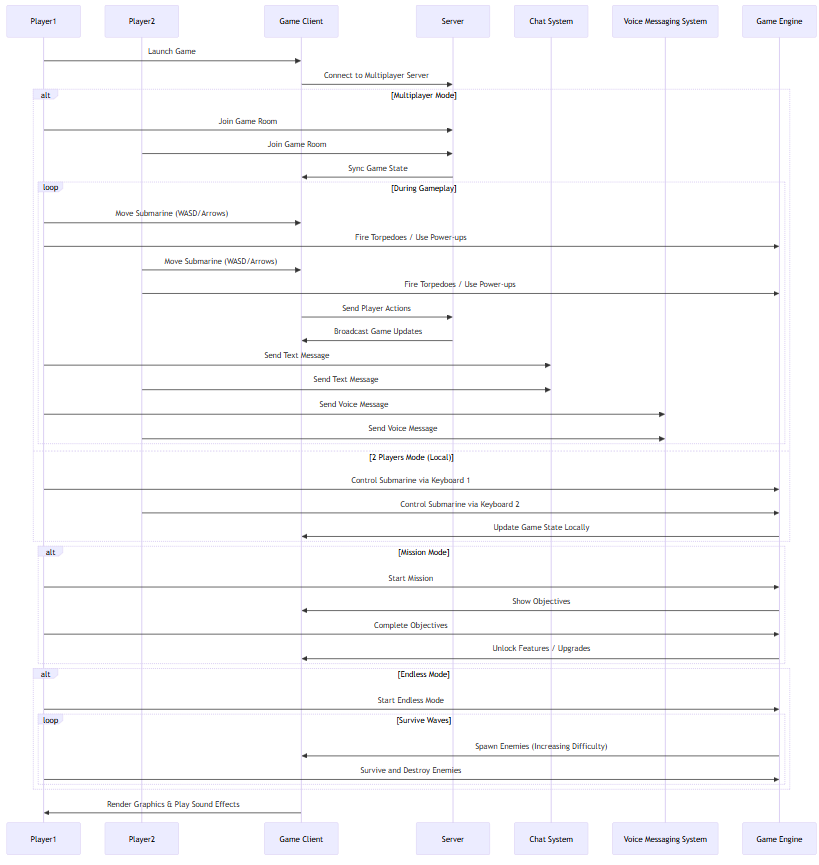 Player1
Player2
Game Client
Server
Chat System
Voice Messaging System
Game Engine
Launch Game
Connect to Multiplayer Server
alt
[Multiplayer Mode]
Join Game Room
Join Game Room
Sync Game State
loop
[During Gameplay]
Move Submarine (WASD/Arrows)
Fire Torpedoes / Use Power-ups
Move Submarine (WASD/Arrows)
Fire Torpedoes / Use Power-ups
Send Player Actions
Broadcast Game Updates
Send Text Message
Send Text Message
Send Voice Message
Send Voice Message
[2 Players Mode (Local)]
Control Submarine via Keyboard 1
Control Submarine via Keyboard 2
Update Game State Locally
alt
[Mission Mode]
Start Mission
Show Objectives
Complete Objectives
Unlock Features / Upgrades
alt
[Endless Mode]
Start Endless Mode
loop
[Survive Waves]
Spawn Enemies (Increasing Difficulty)
Survive and Destroy Enemies
Render Graphics & Play Sound Effects
Player1
Player2
Game Client
Server
Chat System
Voice Messaging System
Game Engine